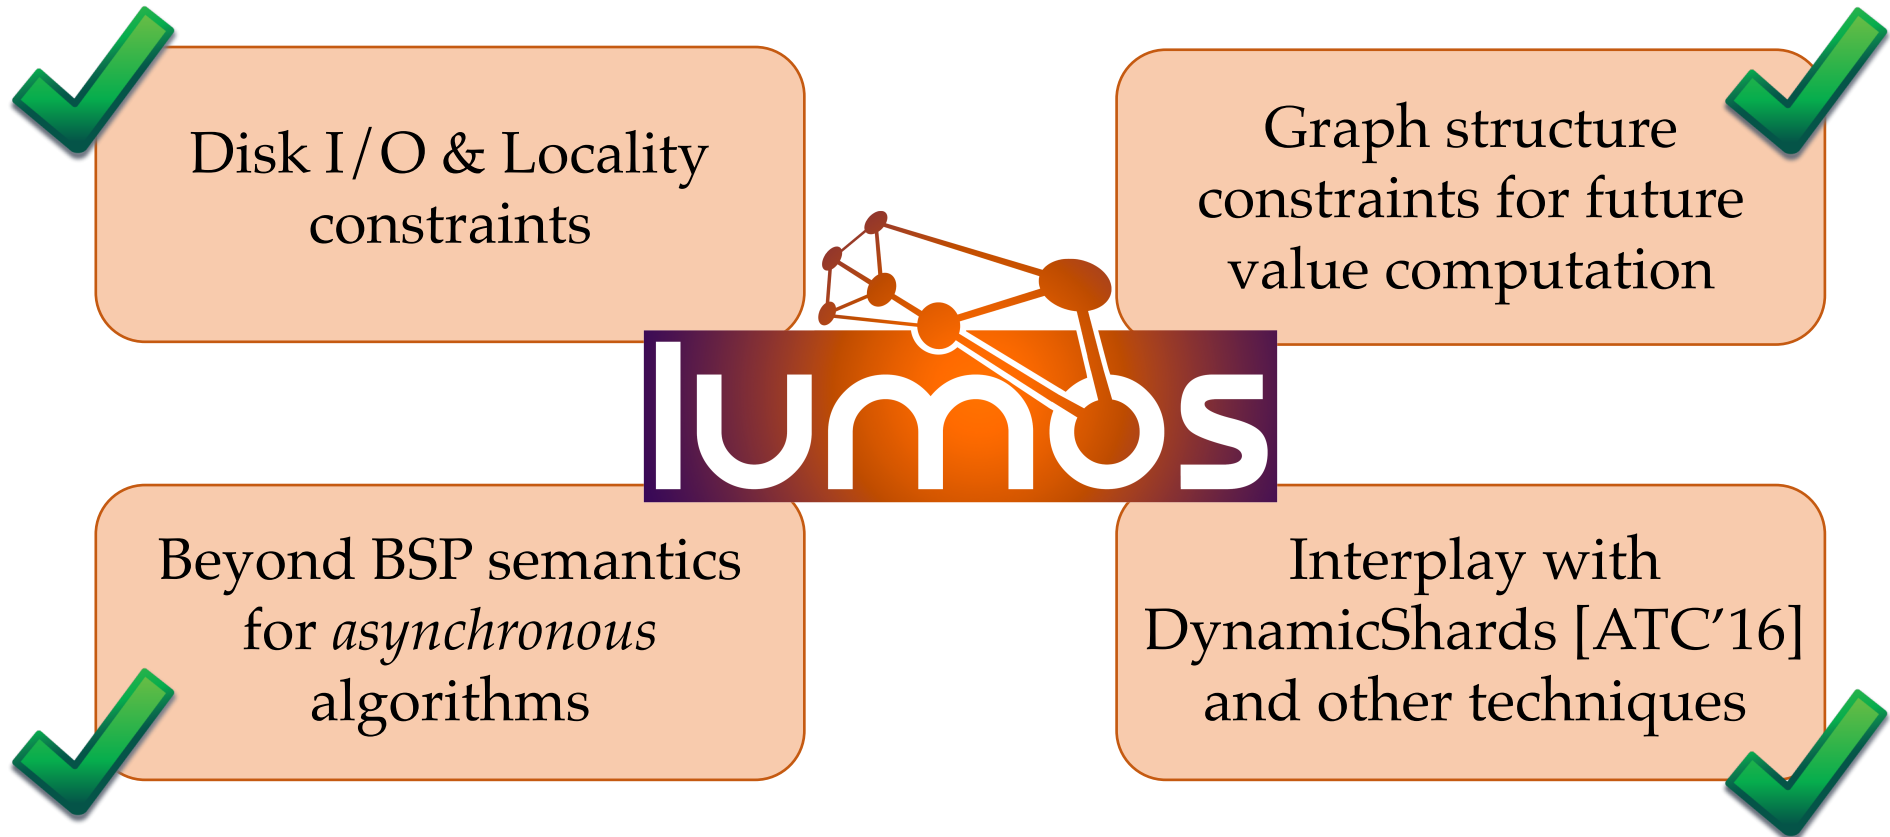 Disk I/O & Locality
constraints
Graph structure
constraints for future
value computation
lumos
Beyond BSP semantics
for asynchronous
algorithms
Interplay with
DynamicShards [ATC’16]
and other techniques